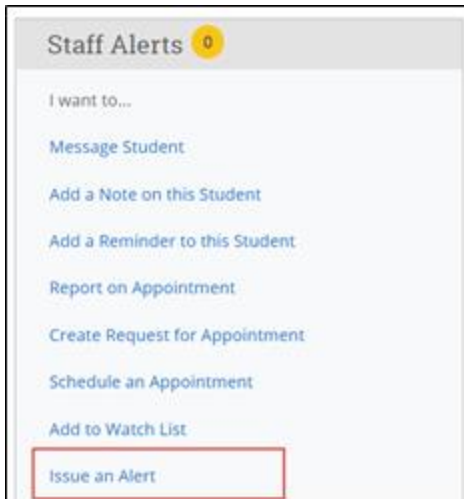 Staff Alerts 0
I want to...
Message Student
Add a Note on this Student
Add a Reminder to this Student
Report on Appointment
Create Request for Appointment
Schedule an Appointment
Add to Watch List
Issue an Alert